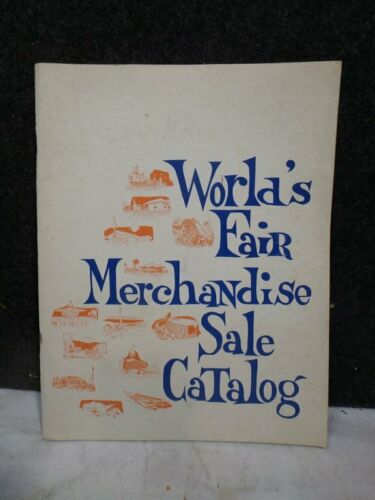 World's
Fair
Merchandise
Sale
Catalog